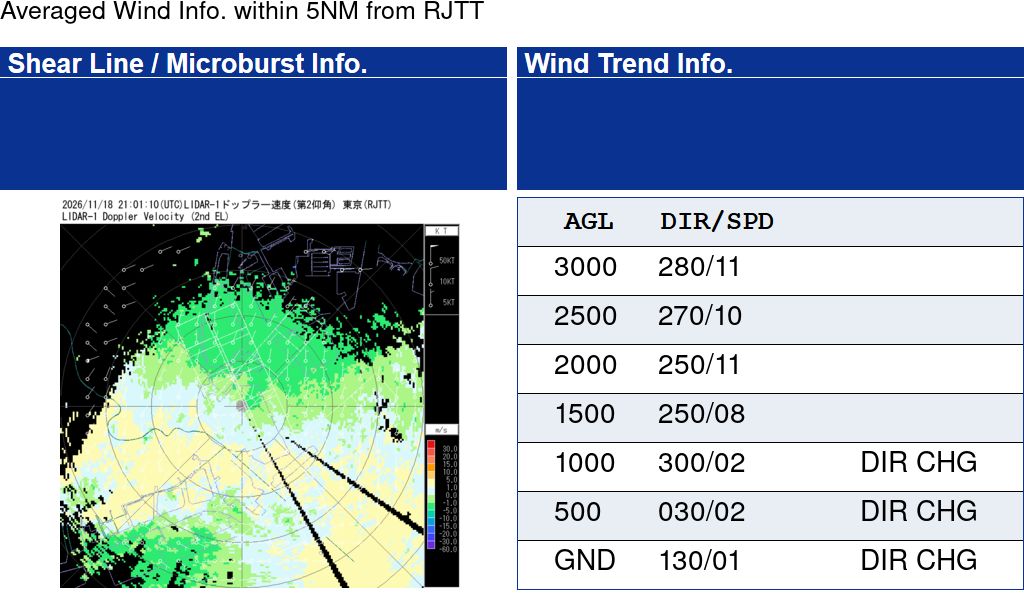 Averaged Wind Info. within 5NM from RJTT
Shear Line / Microburst Info.
Wind Trend Info.
2026/11/18 21:01:10(UTC)LIDAR-1ドップラー速度(第2仰角) 東京(RJTT)
LIDAR-1 Doppler Velocity (2nd EL)
KT
50KT
10KT
5KT
m/s
30.0
20.0
15.0
10.0
5.0
1.0
0.0
-1.0
-5.0
-10.0
-15.0
-20.0
-30.0
-60.0
AGL DIR/SPD
3000 280/11
2500 270/10
2000 250/11
1500 250/08
1000 300/02 DIR CHG
500 030/02 DIR CHG
GND 130/01 DIR CHG